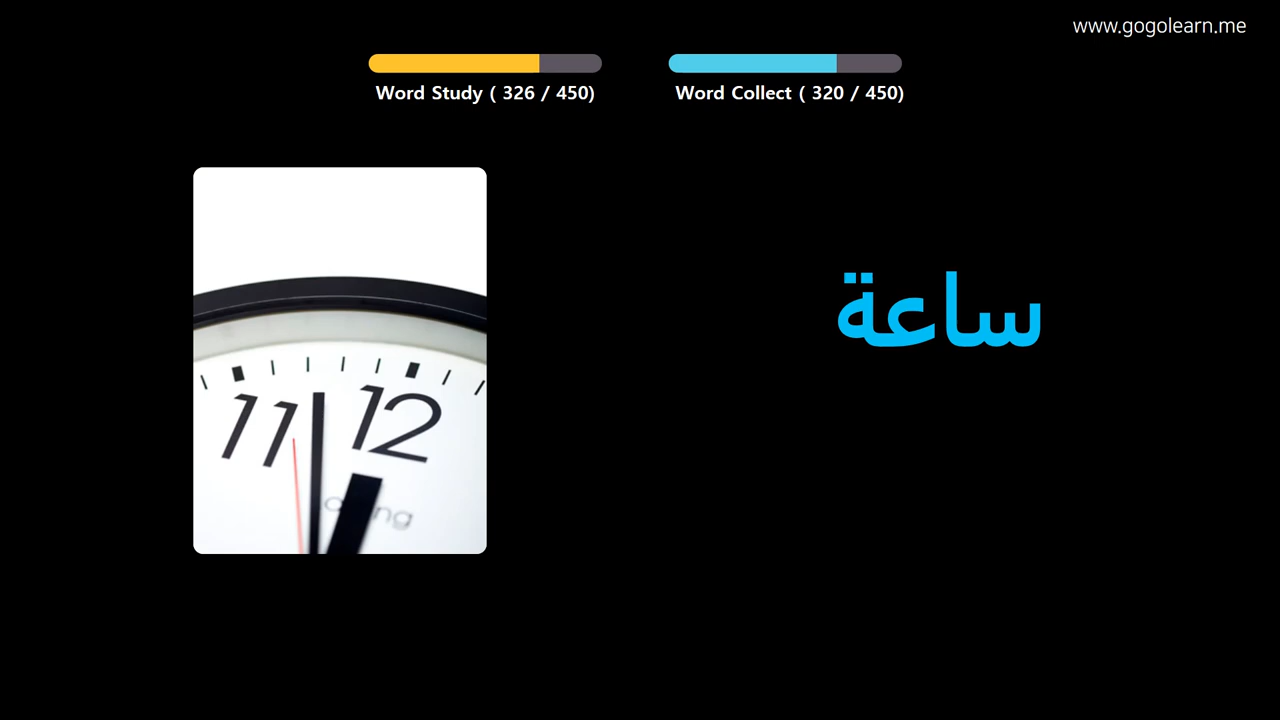 www.gogolearn.me
Word Study ( 326 / 450)
Word Collect ( 320 / 450)
ساعة
11
12